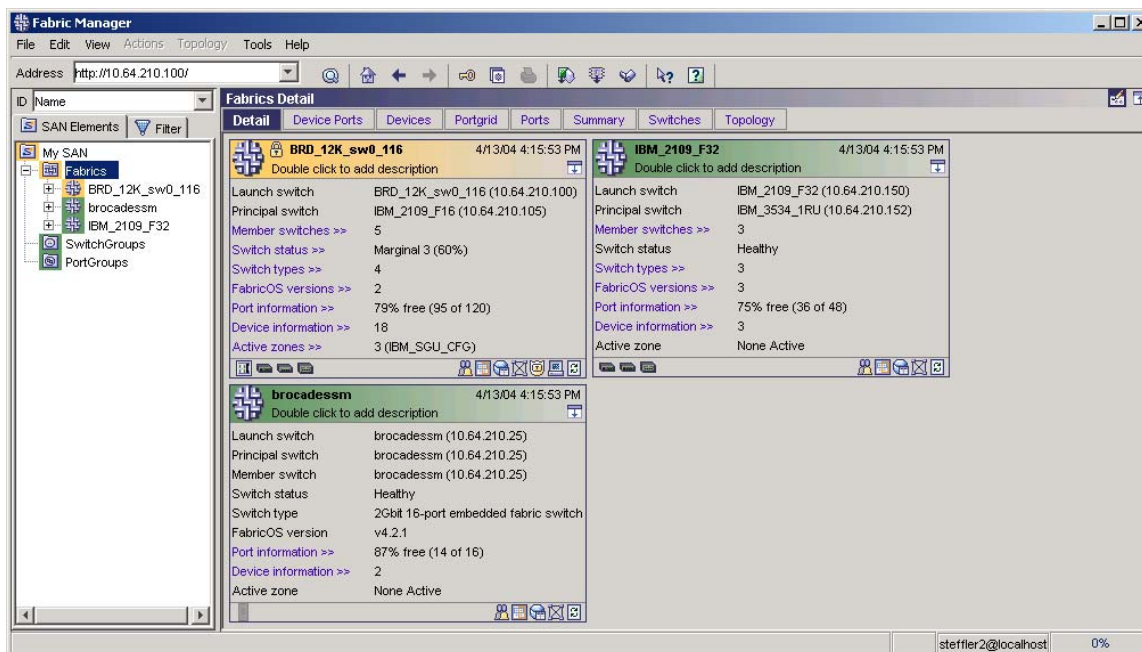 Fabric Manager
File Edit View Actions Topology Tools Help
Address http://10.64.210.100/
ID Name
SAN Elements Filter
My SAN
Fabrics
BRD_12K_sw0_116
brocadessm
IBM_2109_F32
SwitchGroups
PortGroups
Fabrics Detail
Detail Device Ports Devices Portgrid Ports Summary Switches Topology
BRD_12K_sw0_116 4/13/04 4:15:53 PM
Double click to add description
Launch switch BRD_12K_sw0_116 (10.64.210.100)
Principal switch IBM_2109_F16 (10.64.210.105)
Member switches >> 5
Switch status >> Marginal 3 (60%)
Switch types >> 4
FabricOS versions >> 2
Port information >> 79% free (95 of 120)
Device information >> 18
Active zones >> 3 (IBM_SGU_CFG)
IBM_2109_F32 4/13/04 4:15:53 PM
Double click to add description
Launch switch IBM_2109_F32 (10.64.210.150)
Principal switch IBM_3534_1RU (10.64.210.152)
Member switches >> 3
Switch status Healthy
Switch types >> 3
FabricOS versions >> 3
Port information >> 75% free (36 of 48)
Device information >> 3
Active zone None Active
brocadessm 4/13/04 4:15:53 PM
Double click to add description
Launch switch brocadessm (10.64.210.25)
Principal switch brocadessm (10.64.210.25)
Member switch brocadessm (10.64.210.25)
Switch status Healthy
Switch type 2Gbit 16-port embedded fabric switch
FabricOS version v4.2.1
Port information >> 87% free (14 of 16)
Device information >> 2
Active zone None Active
steffler2@localhost 0%